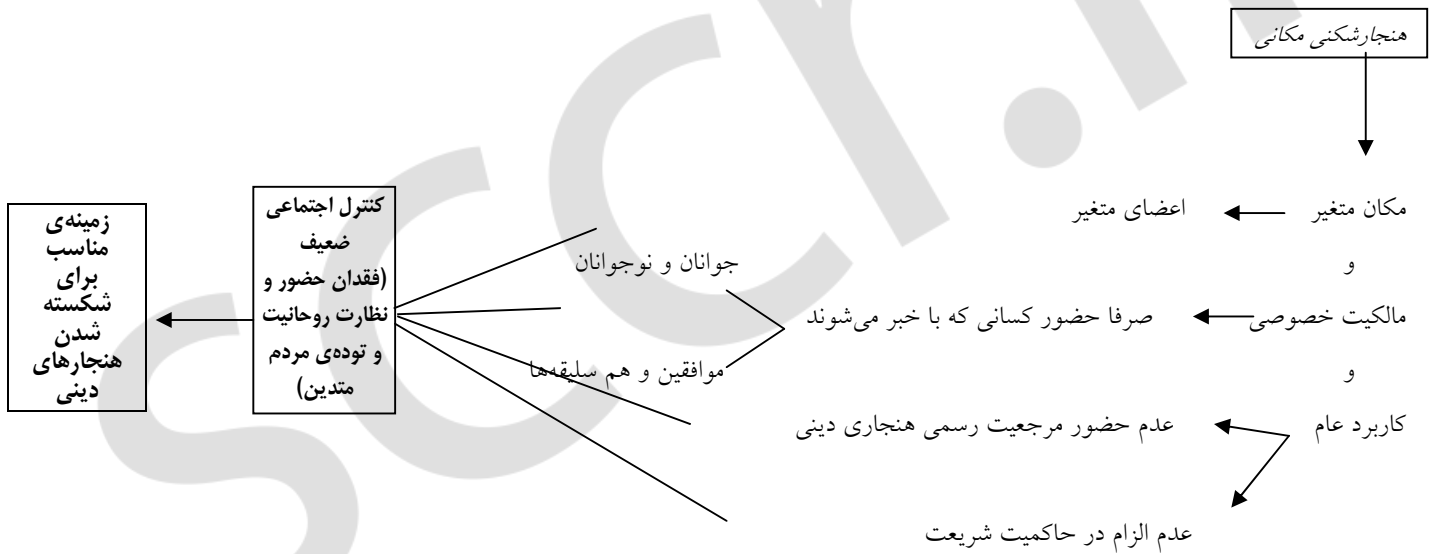 هنجارشکنی مکانی
مکان متغیر
اعضای متغیر
و
مالکیت خصوصی
صرفا حضور کسانی که با خبر می‌شوند
جوانان و نوجوانان
موافقین و هم سلیقه‌ها
و
کاربرد عام
عدم حضور مرجعیت رسمی هنجاری دینی
عدم الزام در حاکمیت شریعت
کنترل اجتماعی
ضعیف
(فقدان حضور و
نظارت روحانیت
و توده‌ی مردم
متدین)
زمینه‌ی
مناسب
برای
شکسته
شدن
هنجارهای
دینی